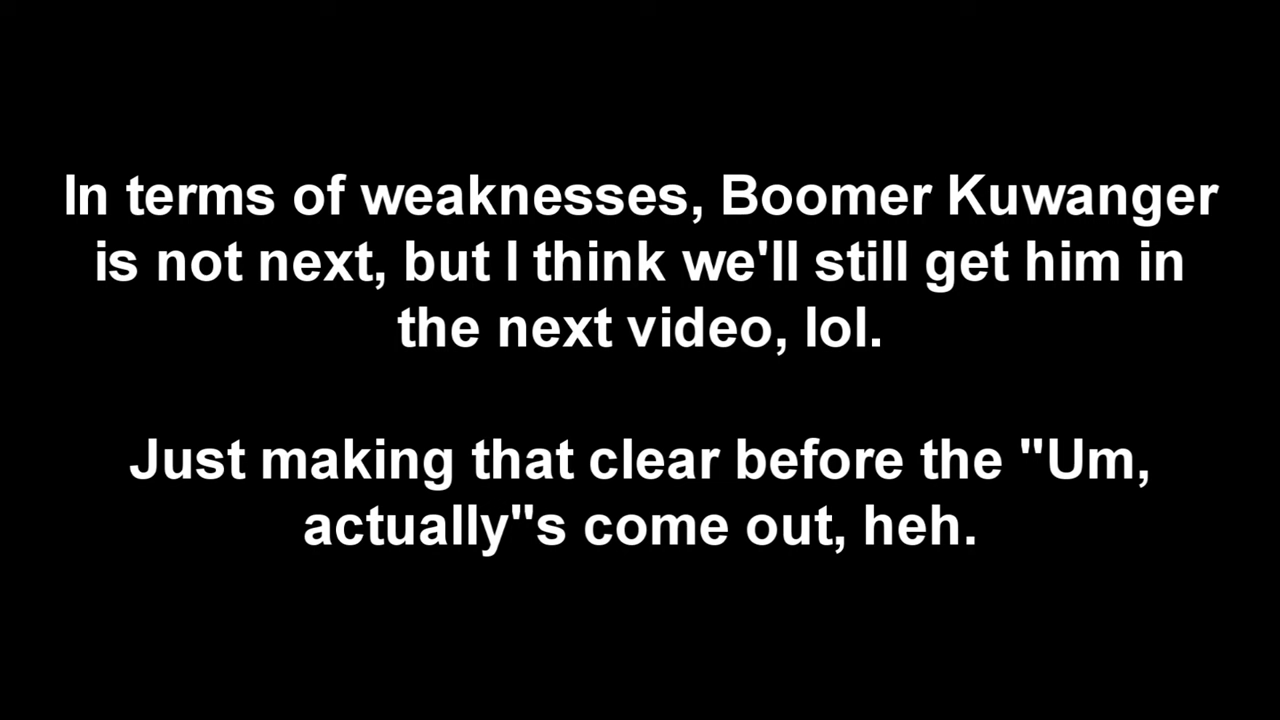 In terms of weaknesses, Boomer Kuwanger
is not next, but I think we'll still get him in
the next video, lol.
Just making that clear before the "Um,
actually"s come out, heh.